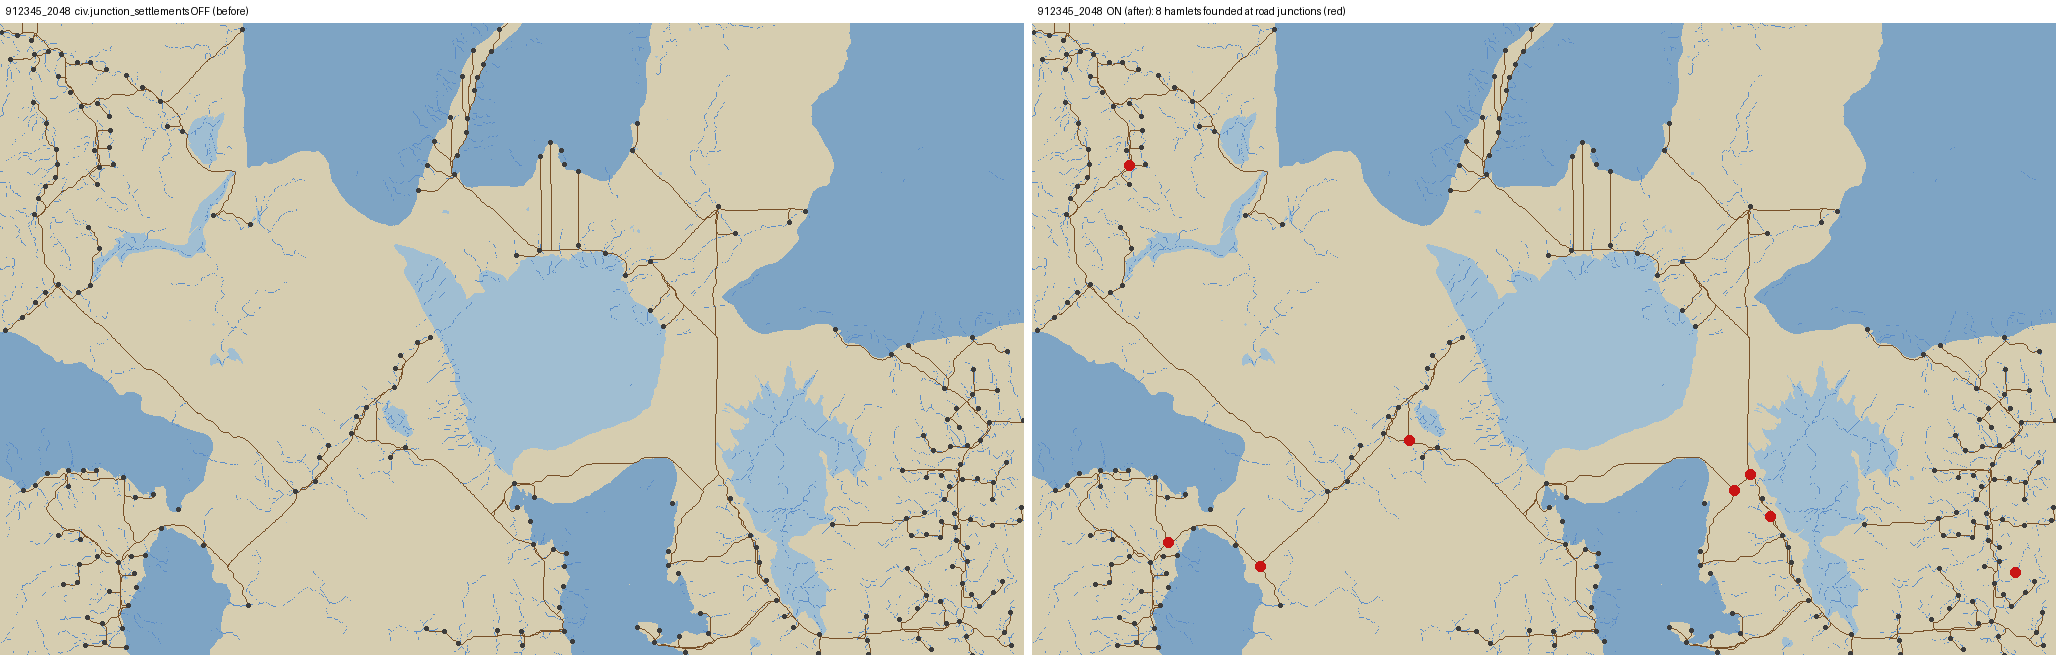 912345_2048 civ.junction_settlements OFF (before)
912345_2048 ON (after): 8 hamlets founded at road junctions (red)